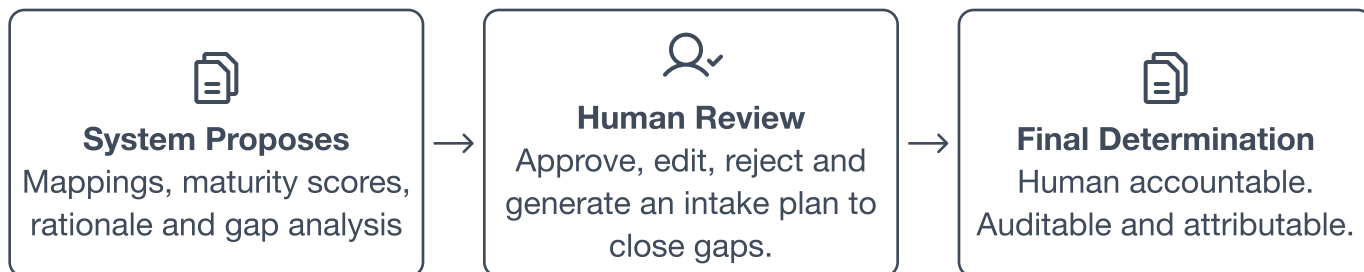 System Proposes
Mappings, maturity scores,
rationale and gap analysis
Human Review
Approve, edit, reject and
generate an intake plan to
close gaps.
Final Determination
Human accountable.
Auditable and attributable.